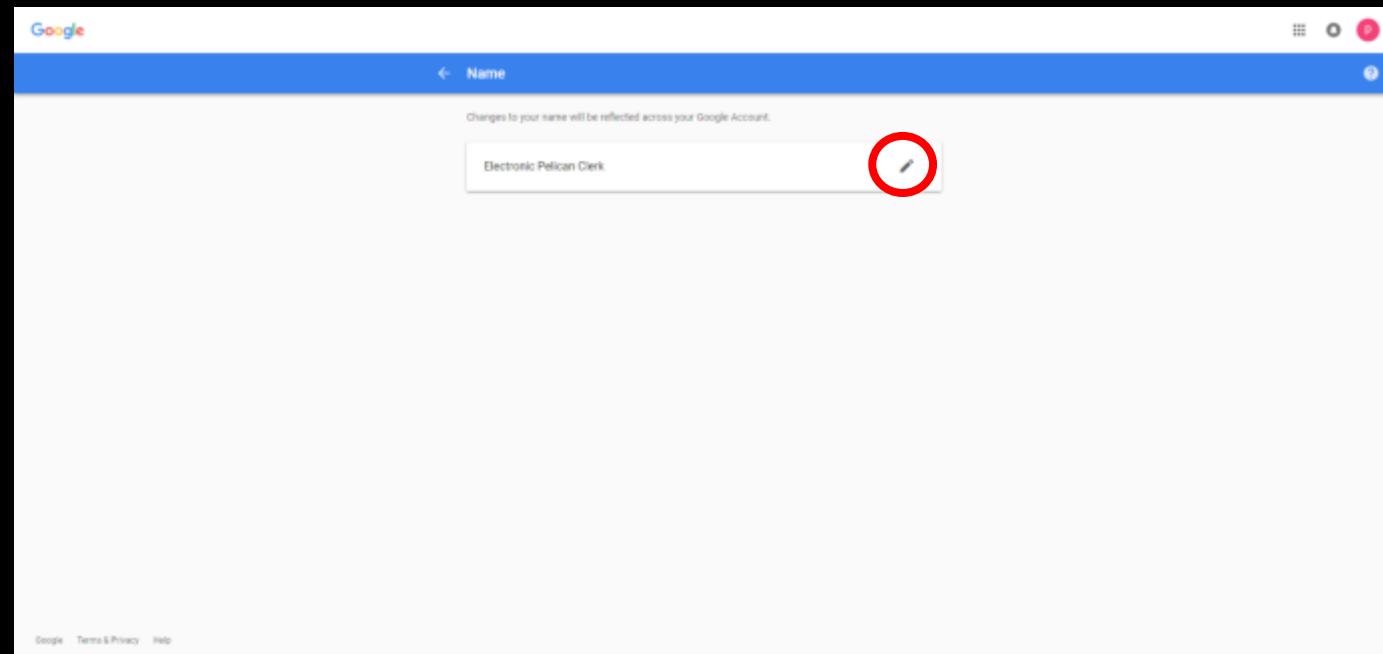 Google
P
Name
Changes to your name will be reflected across your Google Account.
Electronic Pelican Clerk
Google Terms & Privacy Help